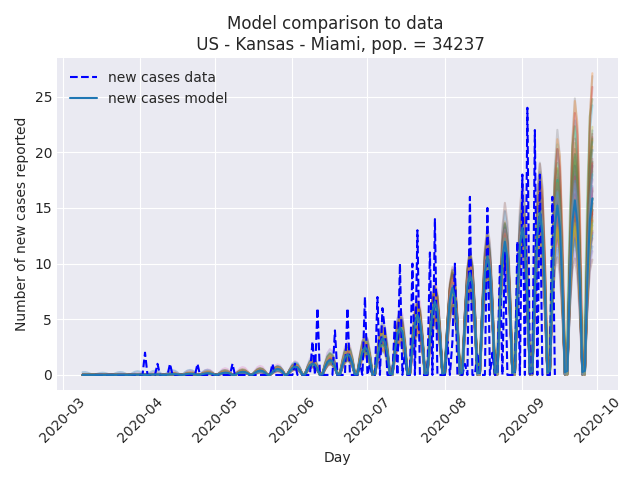 Model comparison to data
US - Kansas - Miami, pop. = 34237
new cases data
new cases model
Number of new cases reported
25
20
15
10
5
0
2020-03
2020-04
2020-05
2020-06
2020-07
2020-08
2020-09
2020-10
Day